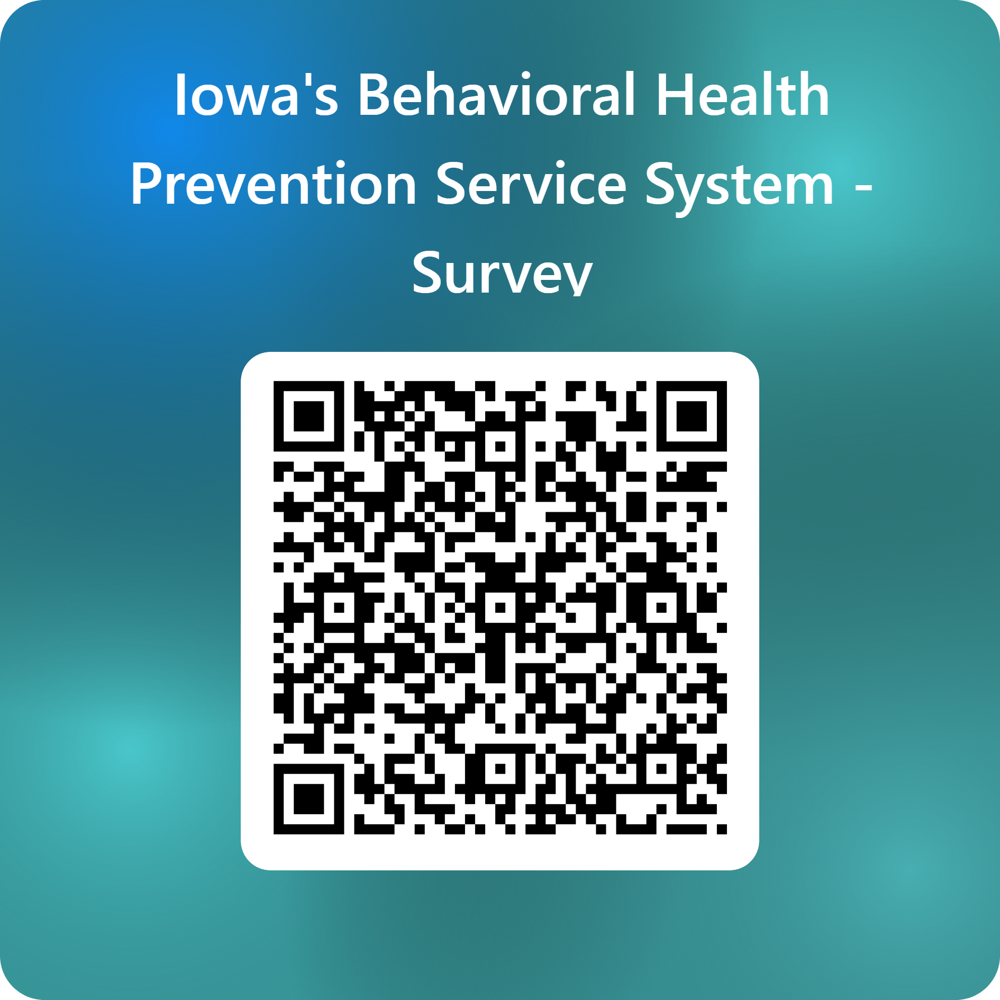 Iowa's Behavioral Health
Prevention Service System -
Survey